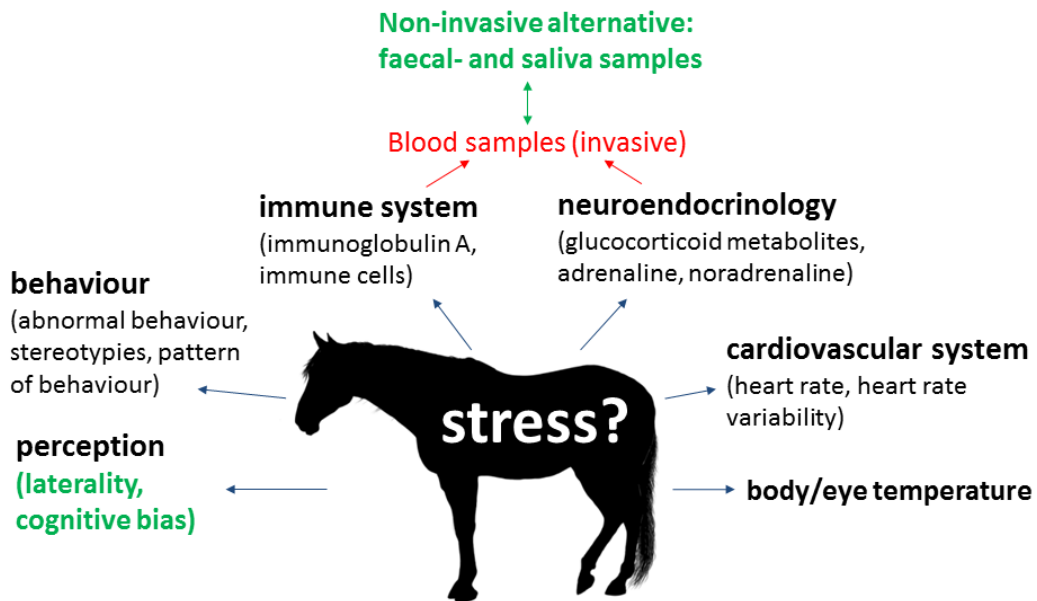 Non-invasive alternative:
faecal- and saliva samples
Blood samples (invasive)
immune system
(immunoglobulin A,
immune cells)
neuroendocrinology
(glucocorticoid metabolites,
adrenaline, noradrenaline)
behaviour
(abnormal behaviour,
stereotypies, pattern
of behaviour)
cardiovascular system
(heart rate, heart rate
variability)
stress?
perception
(laterality,
cognitive bias)
body/eye temperature